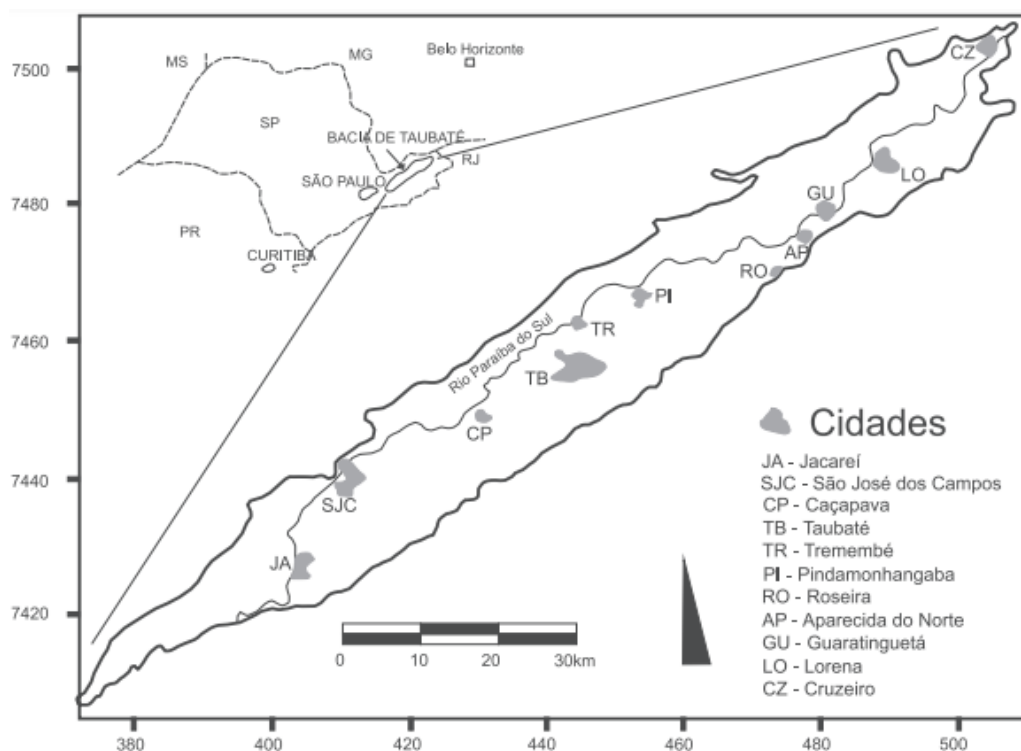 7500
7480
7460
7440
7420
380
400
420
440
460
480
500
MS
MG
Belo Horizonte
SP
BACIA DE TAUBATÉ
RJ
SÃO PAULO
PR
CURITIBA
CZ
LO
GU
AP
RO
PI
TR
Rio Paraíba do Sul
TB
CP
SJC
JA
Cidades
JA - Jacareí
SJC - São José dos Campos
CP - Caçapava
TB - Taubaté
TR - Tremembé
PI - Pindamonhangaba
RO - Roseira
AP - Aparecida do Norte
GU - Guaratinguetá
LO - Lorena
CZ - Cruzeiro
0 10 20 30km